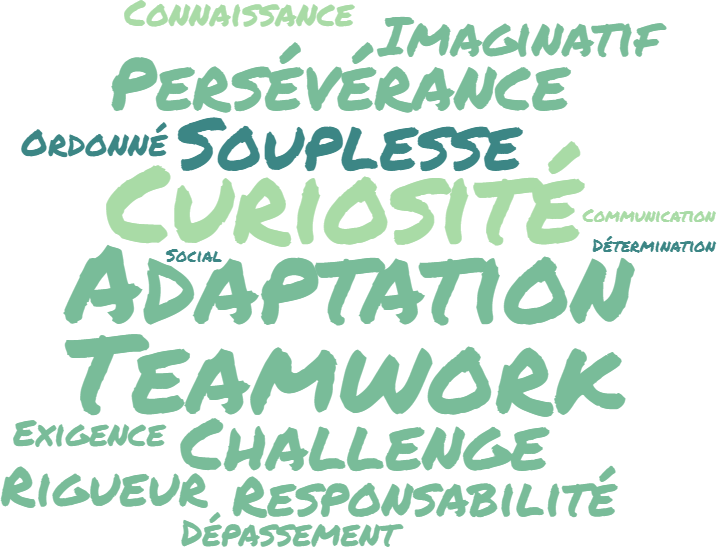 Connaissance
Imaginatif
Persévérance
Ordonné
Souplesse
Curiosité
Communication
Détermination
Social
Adaptation
Teamwork
Exigence
Challenge
Rigueur
Responsabilité
Dépassement